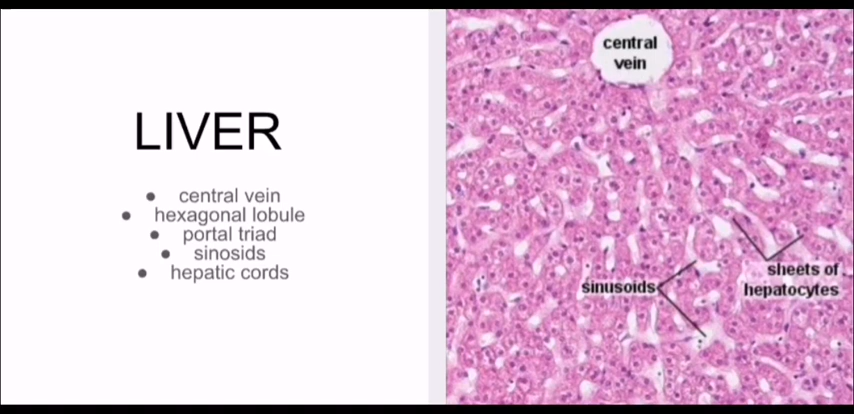 LIVER
● central vein
● hexagonal lobule
● portal triad
● sinosids
● hepatic cords
central
vein
sinusoids
sheets of
hepatocytes